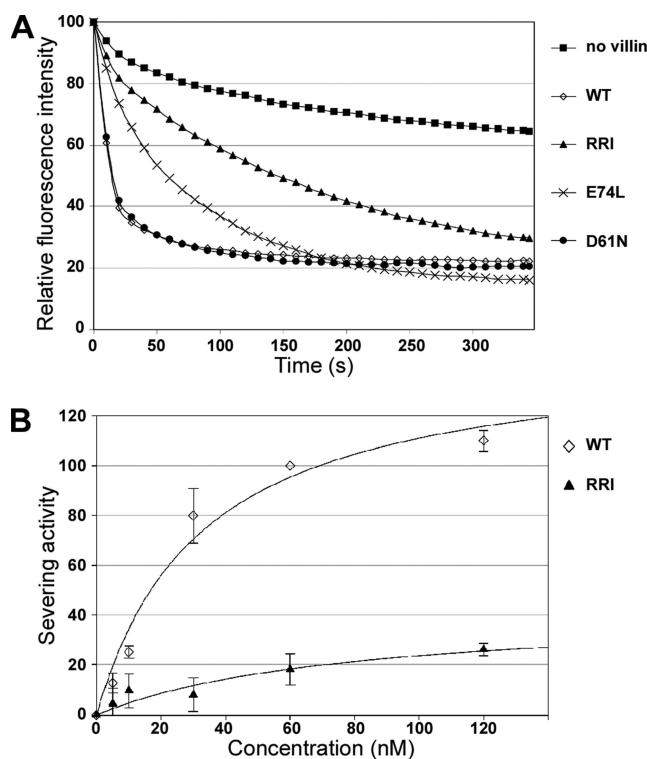 A
Relative fluorescence intensity
100
80
60
40
20
0
0 50 100 150 200 250 300
Time (s)
no villin
WT
RRI
E74L
D61N
B
Severing activity
120
100
80
60
40
20
0
0 20 40 60 80 100 120
Concentration (nM)
WT
RRI